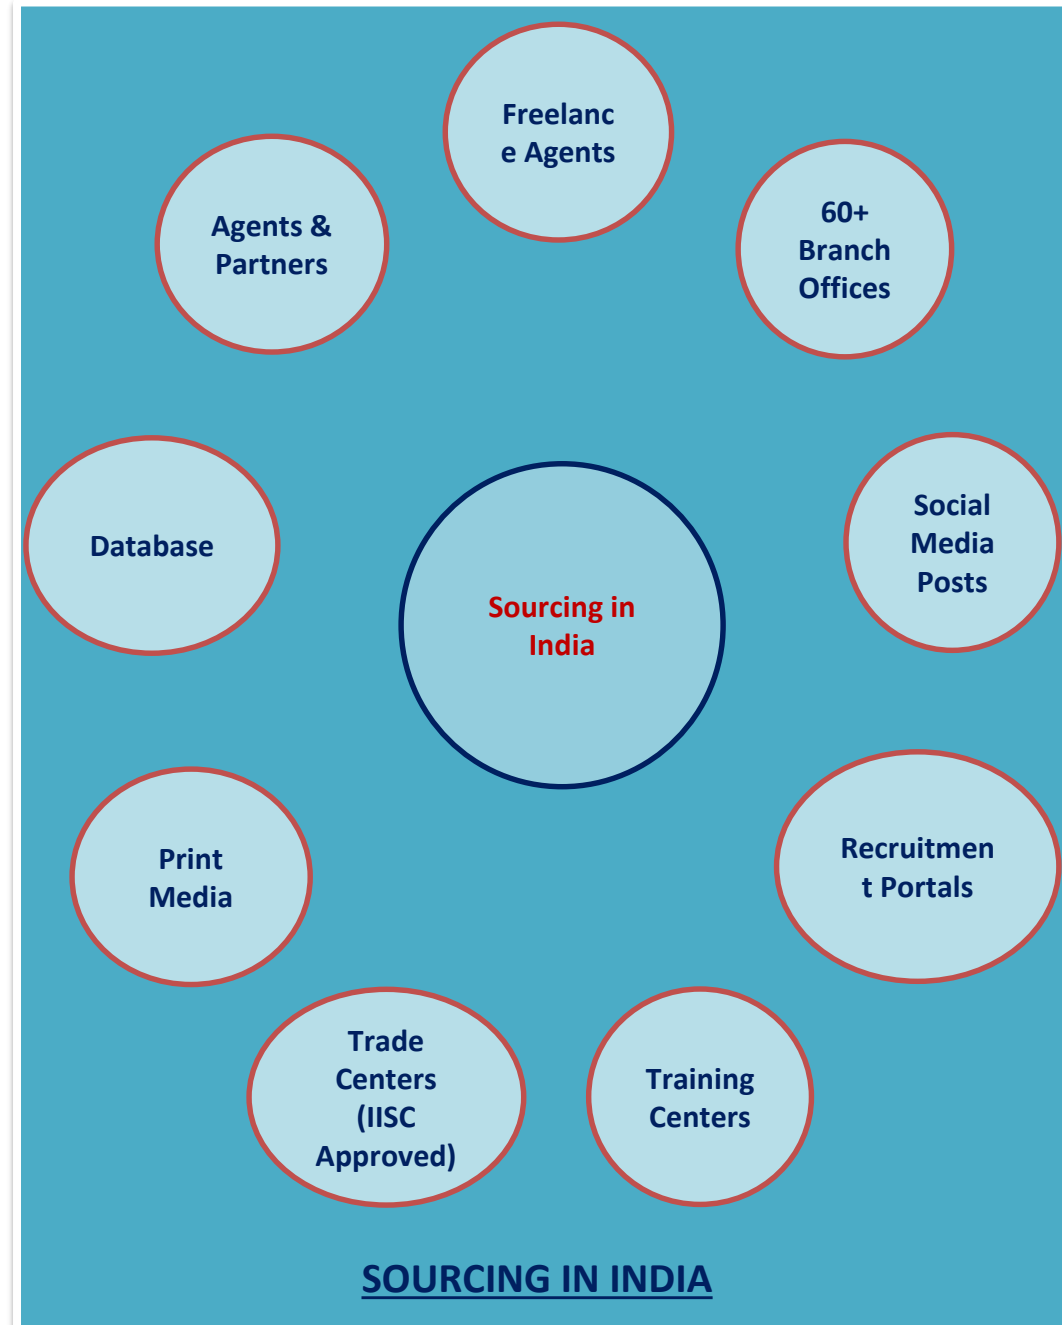 Freelanc
e Agents
Agents &
Partners
60+
Branch
Offices
Database
Social
Media
Posts
Sourcing in
India
Print
Media
Recruitmen
t Portals
Trade
Centers
(IISC
Approved)
Training
Centers
SOURCING IN INDIA